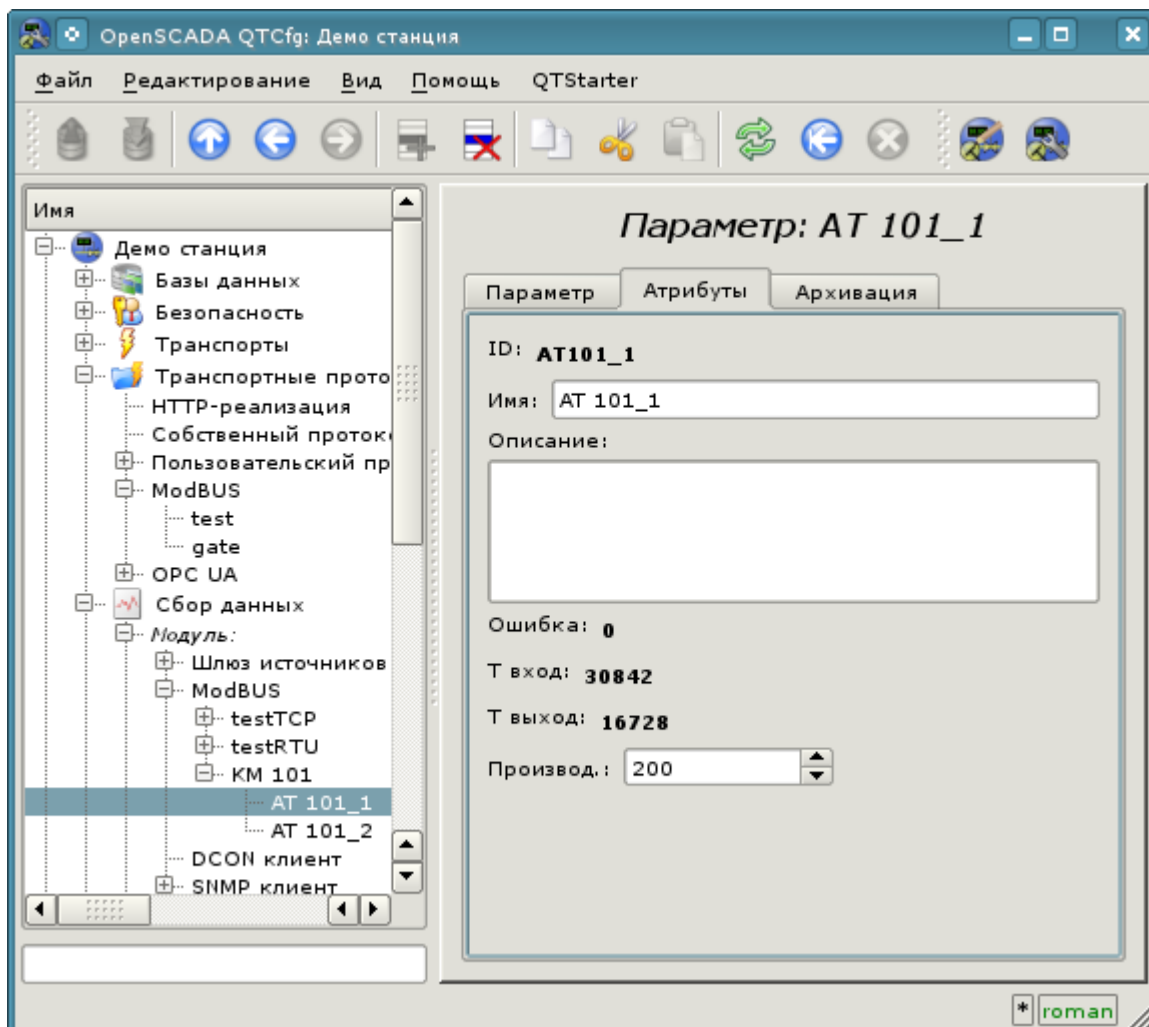 OpenSCADA QTCfg: Демо станция
Файл Редактирование Вид Помощь QTStarter
Имя
Демо станция
Базы данных
Безопасность
Транспорты
Транспортные прото
HTTP-реализация
Собственный проток
Пользовательский пр
ModBUS
test
gate
OPC UA
Сбор данных
Модуль:
Шлюз источников
ModBUS
testTCP
testRTU
КМ 101
AT 101_1
AT 101_2
DCON клиент
SNMP клиент
Параметр: AT 101_1
Параметр Атрибуты Архивация
ID: AT101_1
Имя: AT 101_1
Описание:
Ошибка: 0
Т вход: 30842
Т выход: 16728
Производ.: 200
* roman